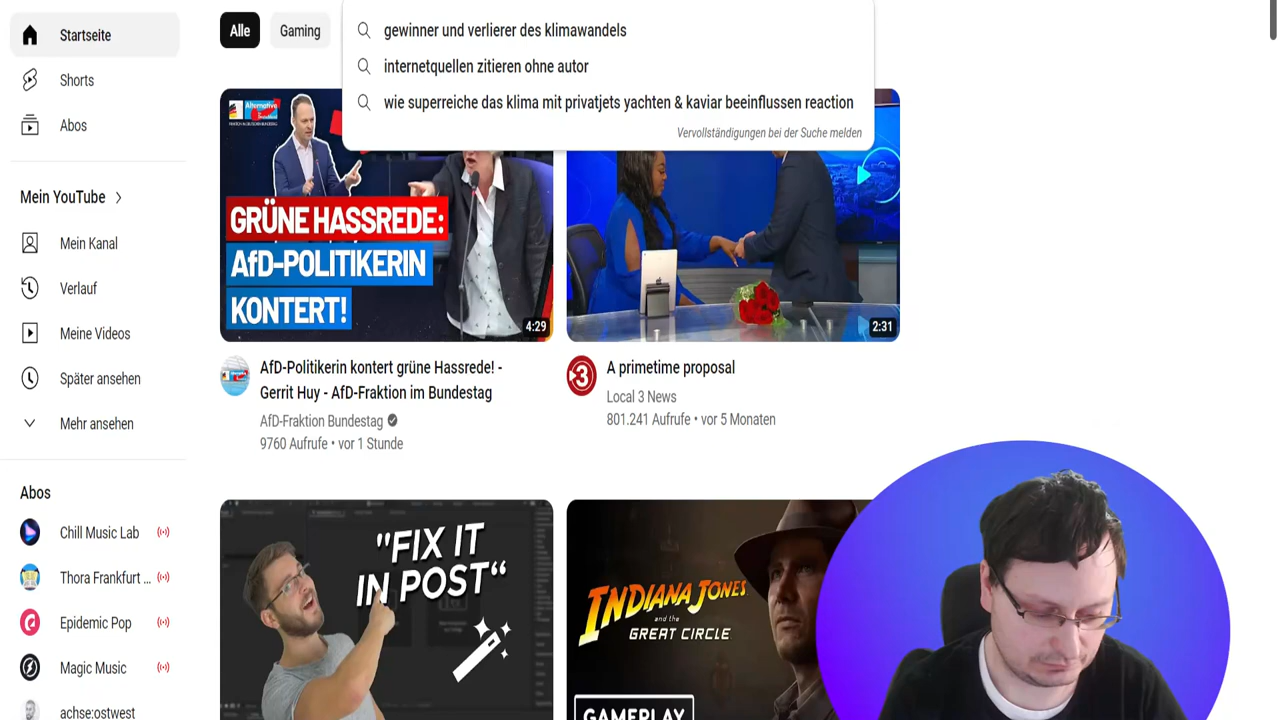 Startseite
Shorts
Abos
Mein YouTube
Mein Kanal
Verlauf
Meine Videos
Später ansehen
Mehr ansehen
Abos
Chill Music Lab
Thora Frankfurt ...
Epidemic Pop
Magic Music
achse:ostwest
Alle
Gaming
gewinner und verlierer des klimawandels
internetquellen zitieren ohne autor
wie superreiche das klima mit privatjets yachten & kaviar beeinflussen reaction
Vervollständigungen bei der Suche melden
Alternative
GRÜNE HASSREDE:
AfD-POLITIKERIN
KONTERT!
4:29
2:31
AfD-Politikerin kontert grüne Hassrede! -
Gerrit Huy - AfD-Fraktion im Bundestag
AfD-Fraktion Bundestag
9760 Aufrufe • vor 1 Stunde
3
A primetime proposal
Local 3 News
801.241 Aufrufe • vor 5 Monaten
"FIX IT
IN POST“
INDIANA JONES
and the
GREAT CIRCLE
GAMEPLAY